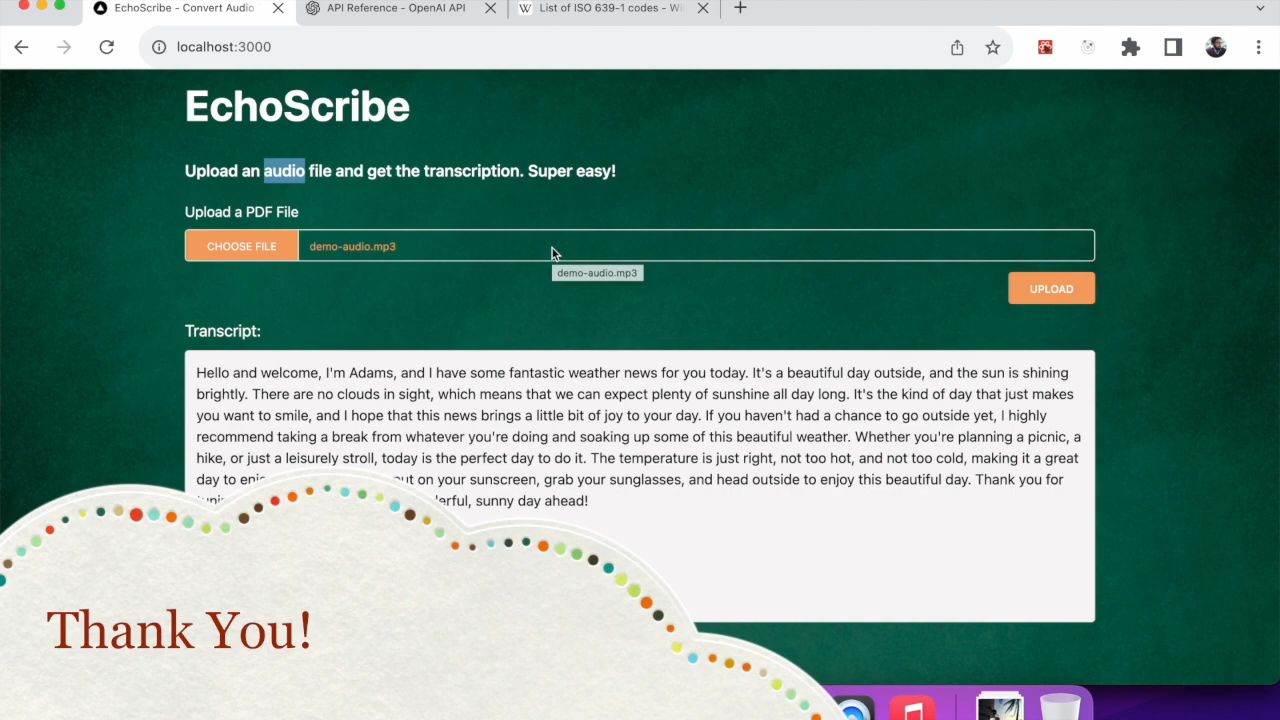 EchoScribe - Convert Audio
API Reference - OpenAI API
List of ISO 639-1 codes - Wi
localhost:3000
EchoScribe
Upload an audio file and get the transcription. Super easy!
Upload a PDF File
CHOOSE FILE demo-audio.mp3
demo-audio.mp3
UPLOAD
Transcript:
Hello and welcome, I'm Adams, and I have some fantastic weather news for you today. It's a beautiful day outside, and the sun is shining
brightly. There are no clouds in sight, which means that we can expect plenty of sunshine all day long. It's the kind of day that just makes
you want to smile, and I hope that this news brings a little bit of joy to your day. If you haven't had a chance to go outside yet, I highly
recommend taking a break from whatever you're doing and soaking up some of this beautiful weather. Whether you're planning a picnic, a
hike, or just a leisurely stroll, today is the perfect day to do it. The temperature is just right, not too hot, and not too cold, making it a great
day to out on your sunscreen, grab your sunglasses, and head outside to enjoy this beautiful day. Thank you for
sunny day ahead!
Thank You!